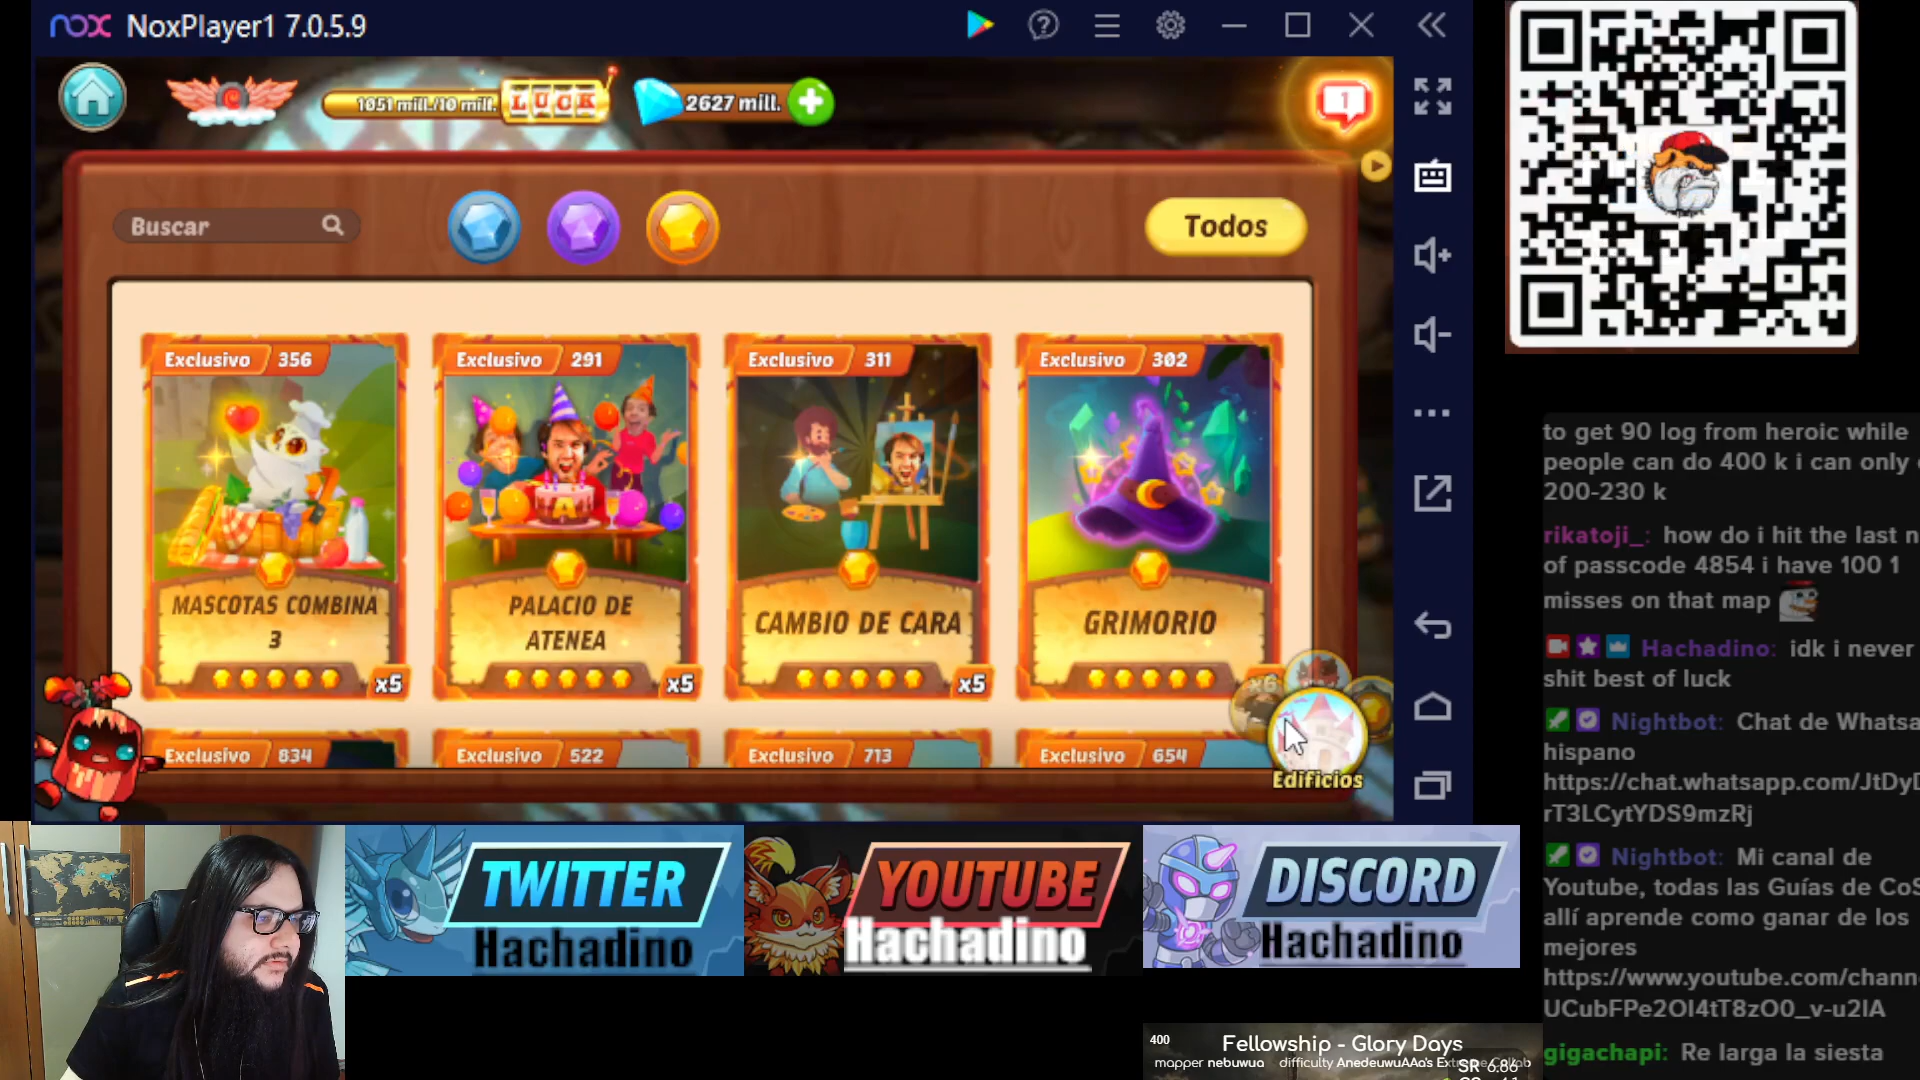 nox NoxPlayer1 7.0.5.9
1051 mill./10 mill. LUCK 2627 mill.
1
Buscar
Todos
Exclusivo 356
Exclusivo 291
Exclusivo 311
Exclusivo 302
MASCOTAS COMBINA
3
PALACIO DE
ATENEA
CAMBIO DE CARA
GRIMORIO
x5
x5
x5
x6
Exclusivo 834
Exclusivo 522
Exclusivo 713
Exclusivo 654
Edificios
to get 90 log from heroic while
people can do 400 k i can only
200-230 k
rikatoji_: how do i hit the last n
of passcode 4854 i have 100 1
misses on that map
Hachadino: idk i never
shit best of luck
Nightbot: Chat de Whatsa
hispano
https://chat.whatsapp.com/JtDyD
rT3LCytYDS9mzRj
Nightbot: Mi canal de
Youtube, todas las Guías de CoS
allí aprende como ganar de los
mejores
https://www.youtube.com/chann
UCubFPe2OI4tT8zO0_v-u2IA
gigachapi: Re larga la siesta
TWITTER
Hachadino
YOUTUBE
Hachadino
DISCORD
Hachadino
400
Fellowship - Glory Days
mapper nebuwua difficulty AnedeuwuAAa's
SR 6.86